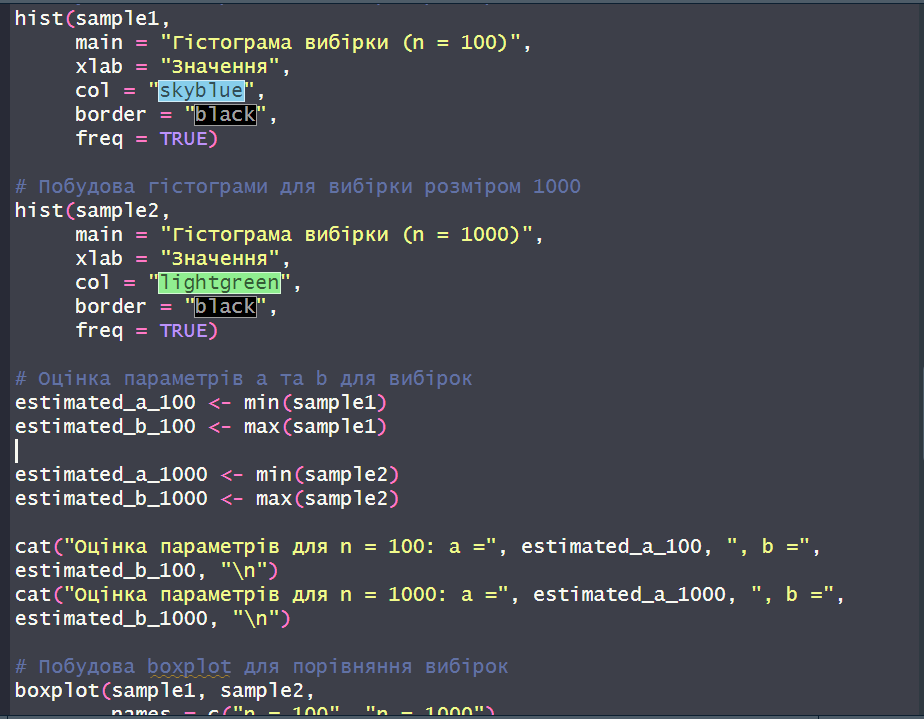 hist(sample1,
     main = "Гістограма вибірки (n = 100)",
     xlab = "Значення",
     col = "skyblue",
     border = "black",
     freq = TRUE)
# Побудова гістограми для вибірки розміром 1000
hist(sample2,
     main = "Гістограма вибірки (n = 1000)",
     xlab = "Значення",
     col = "lightgreen",
     border = "black",
     freq = TRUE)
# Оцінка параметрів a та b для вибірок
estimated_a_100 <- min(sample1)
estimated_b_100 <- max(sample1)
estimated_a_1000 <- min(sample2)
estimated_b_1000 <- max(sample2)
cat("Оцінка параметрів для n = 100: a =", estimated_a_100, ", b =",
estimated_b_100, "\n")
cat("Оцінка параметрів для n = 1000: a =", estimated_a_1000, ", b =",
estimated_b_1000, "\n")
# Побудова boxplot для порівняння вибірок
boxplot(sample1, sample2,
        names = c("n = 100", "n = 1000")